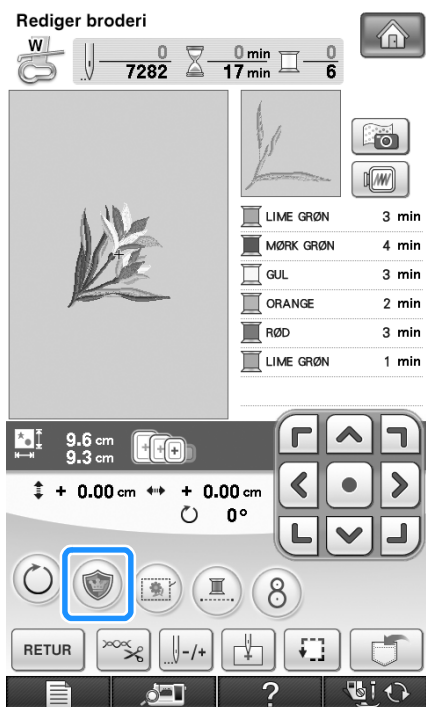 Rediger broderi
W
0
7282
0 min
17 min
0
6
LIME GRØN 3 min
MØRK GRØN 4 min
GUL 3 min
ORANGE 2 min
RØD 3 min
LIME GRØN 1 min
9.6 cm
9.3 cm
+ 0.00 cm + 0.00 cm
0°
8
RETUR -/+
?